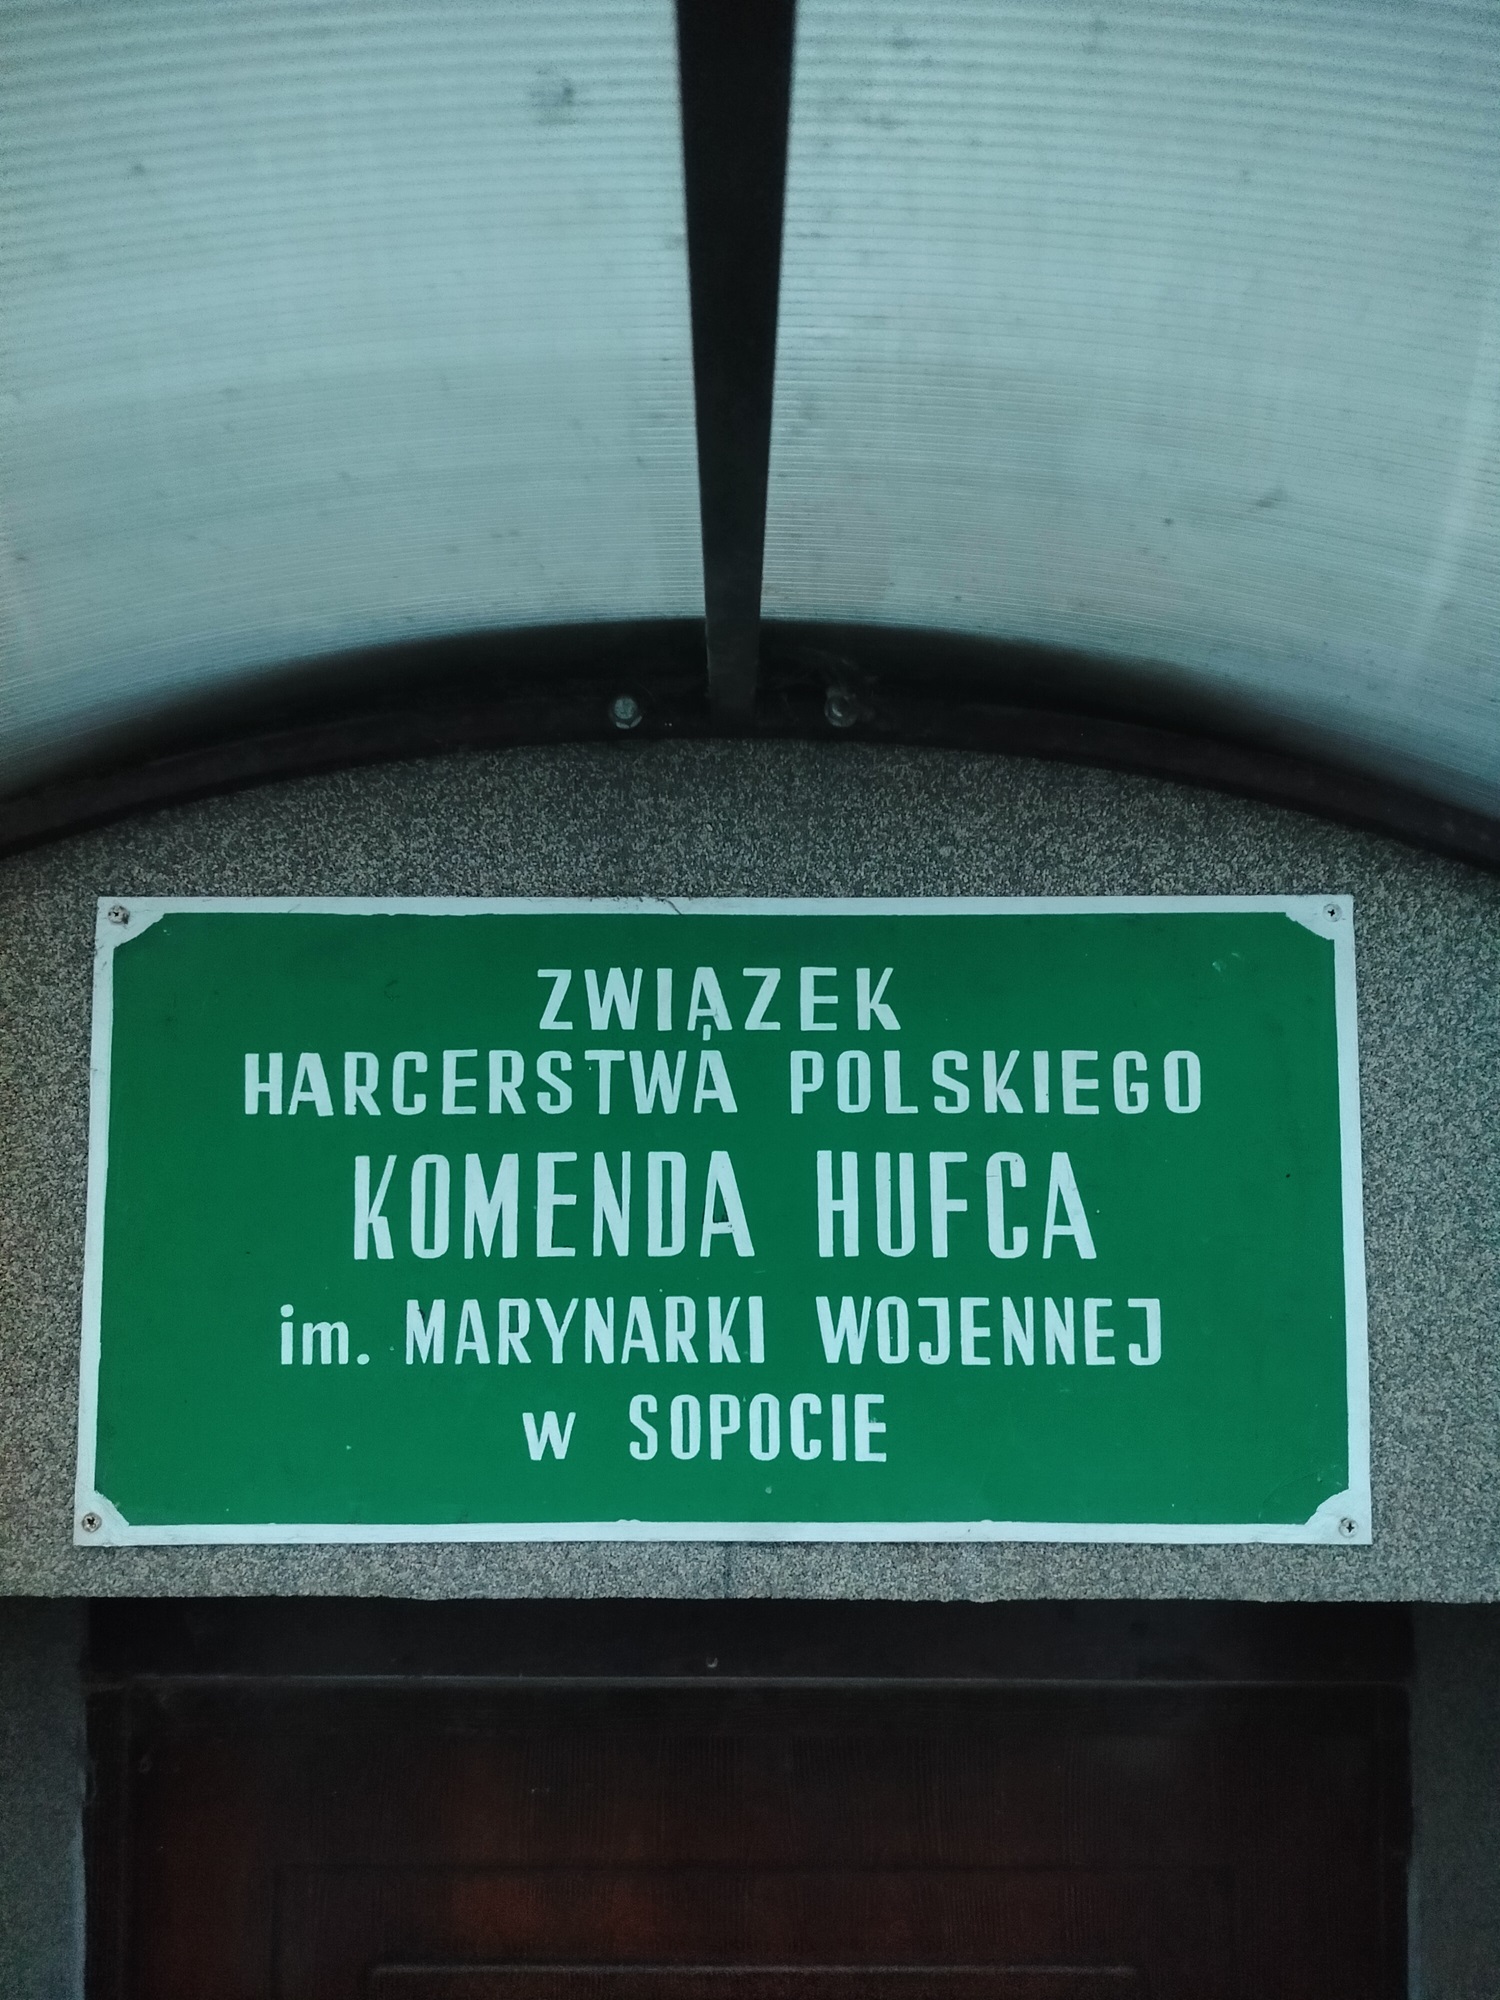 ZWIĄZEK
HARCERSTWA POLSKIEGO
KOMENDA HUFCA
im. MARYNARKI WOJENNEJ
w SOPOCIE